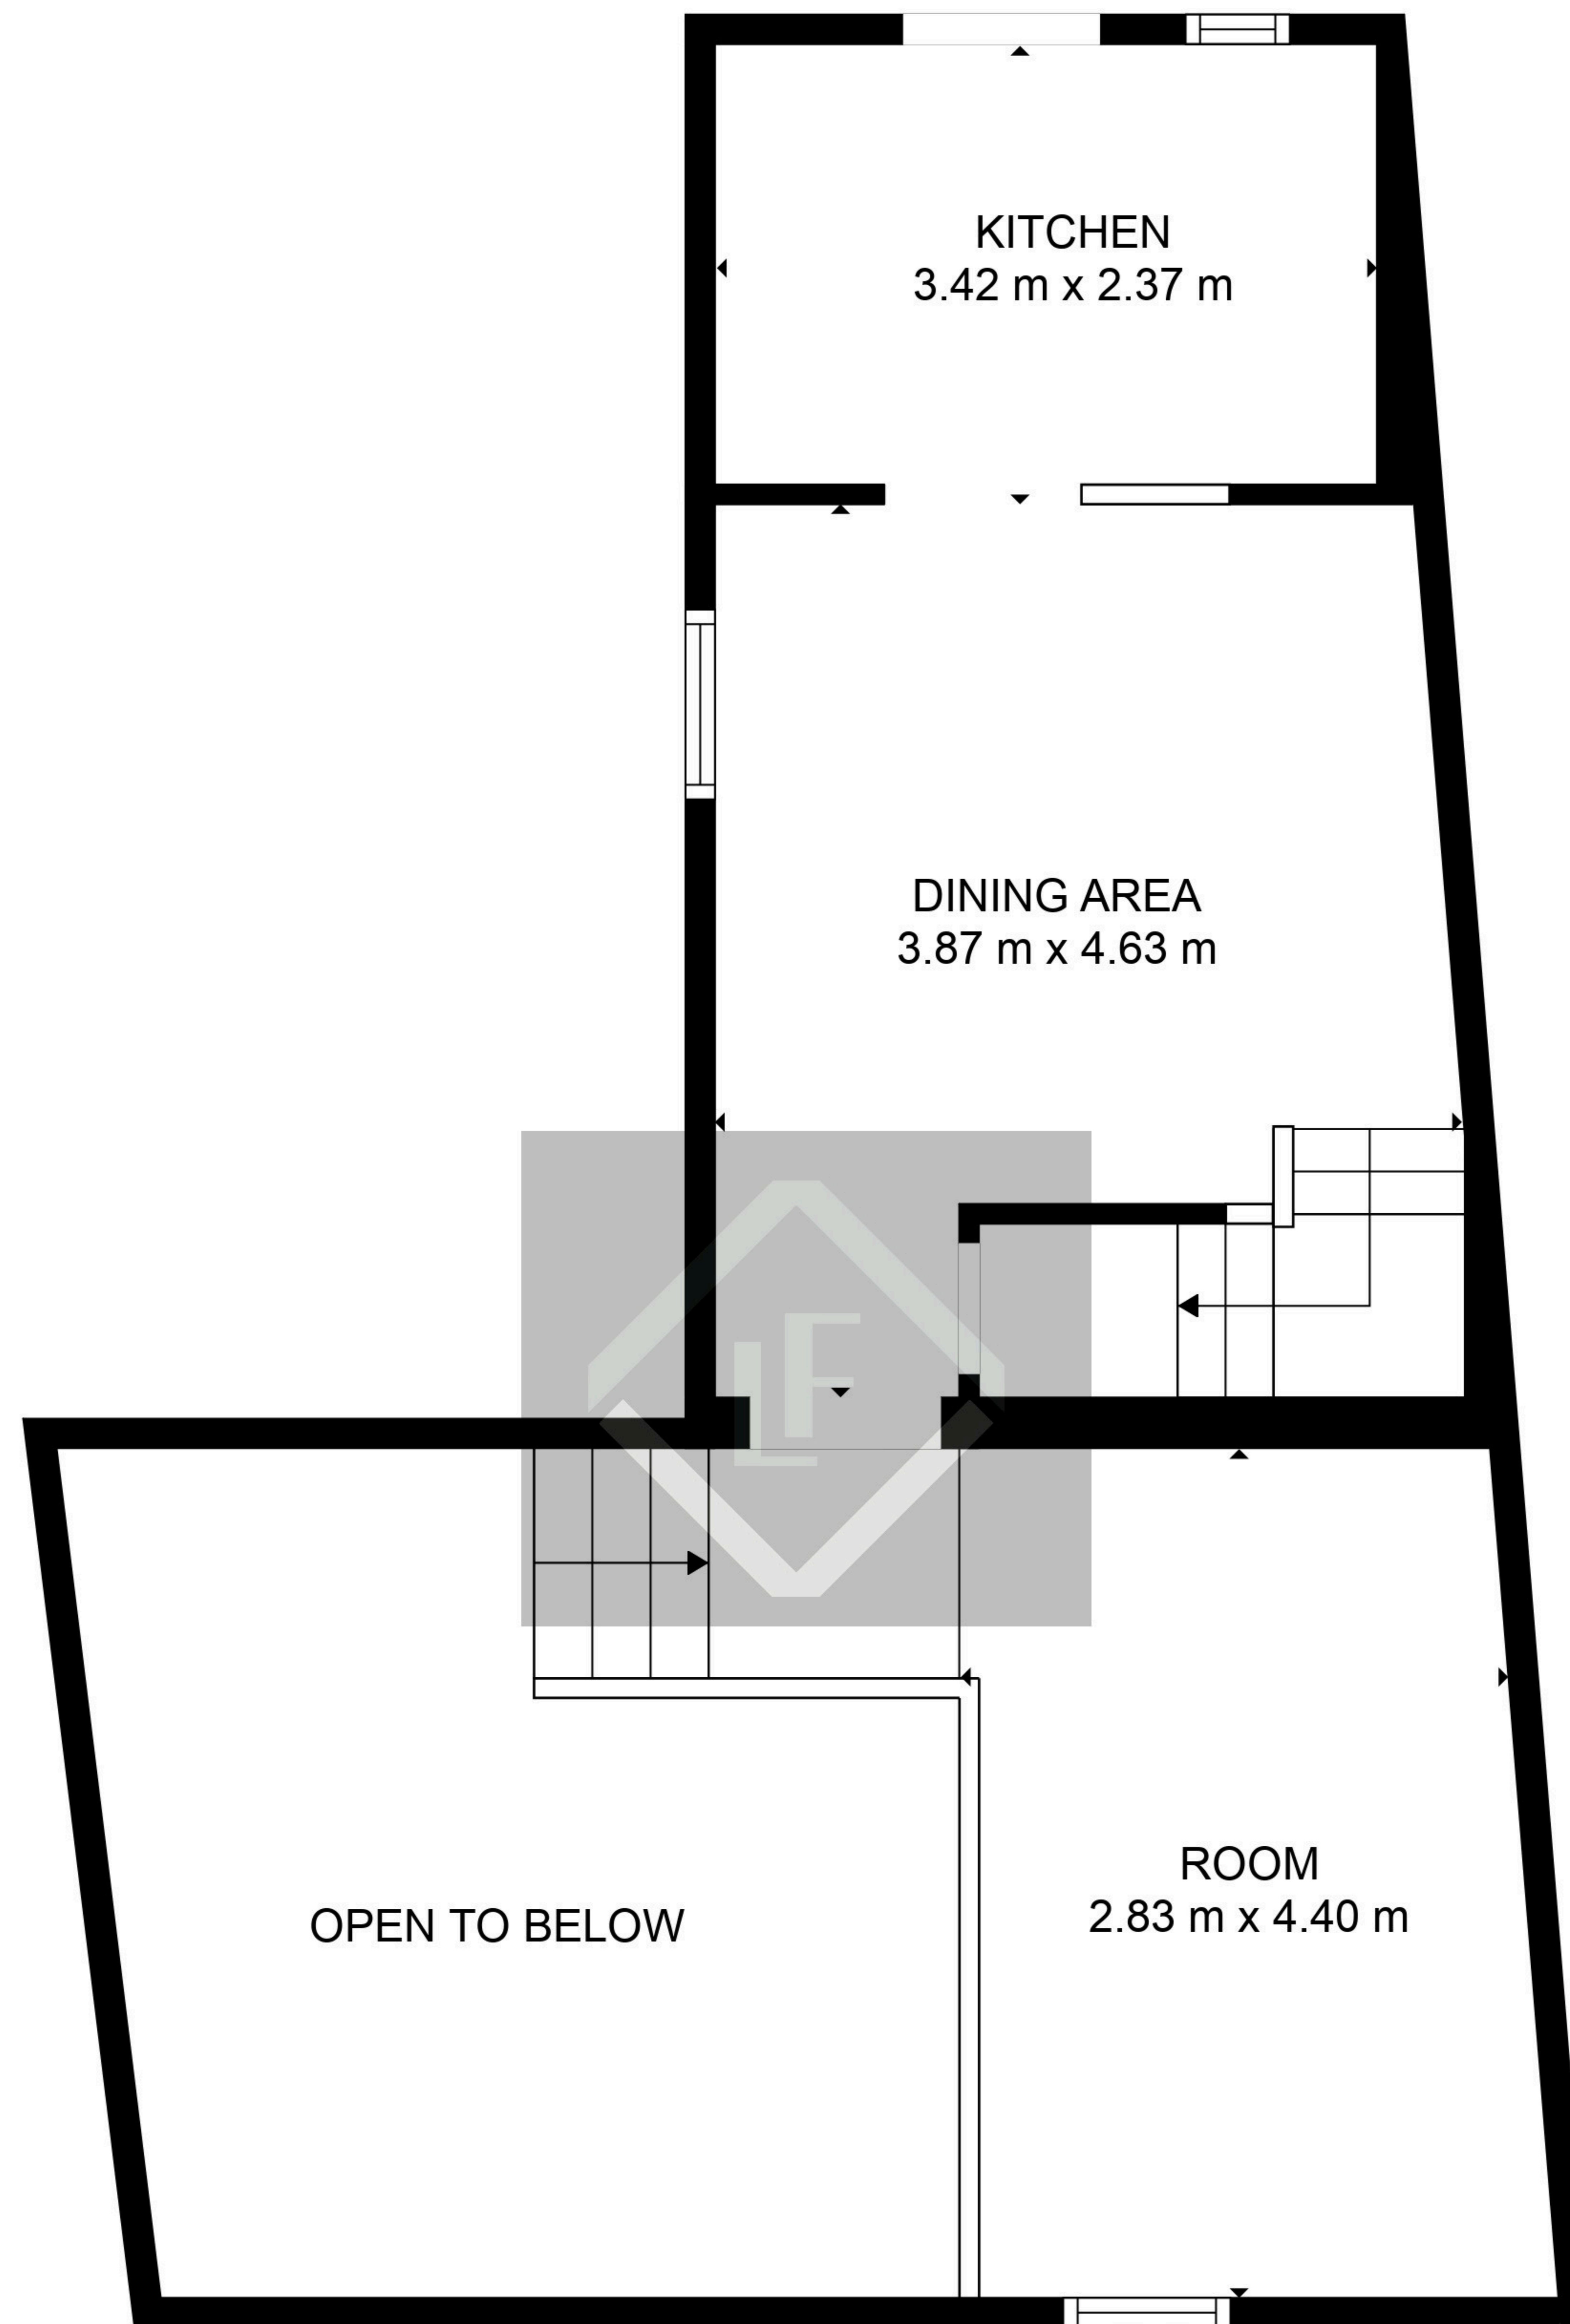 KITCHEN
3.42 m x 2.37 m
DINING AREA
3.87 m x 4.63 m
LF
ROOM
2.83 m x 4.40 m
OPEN TO BELOW